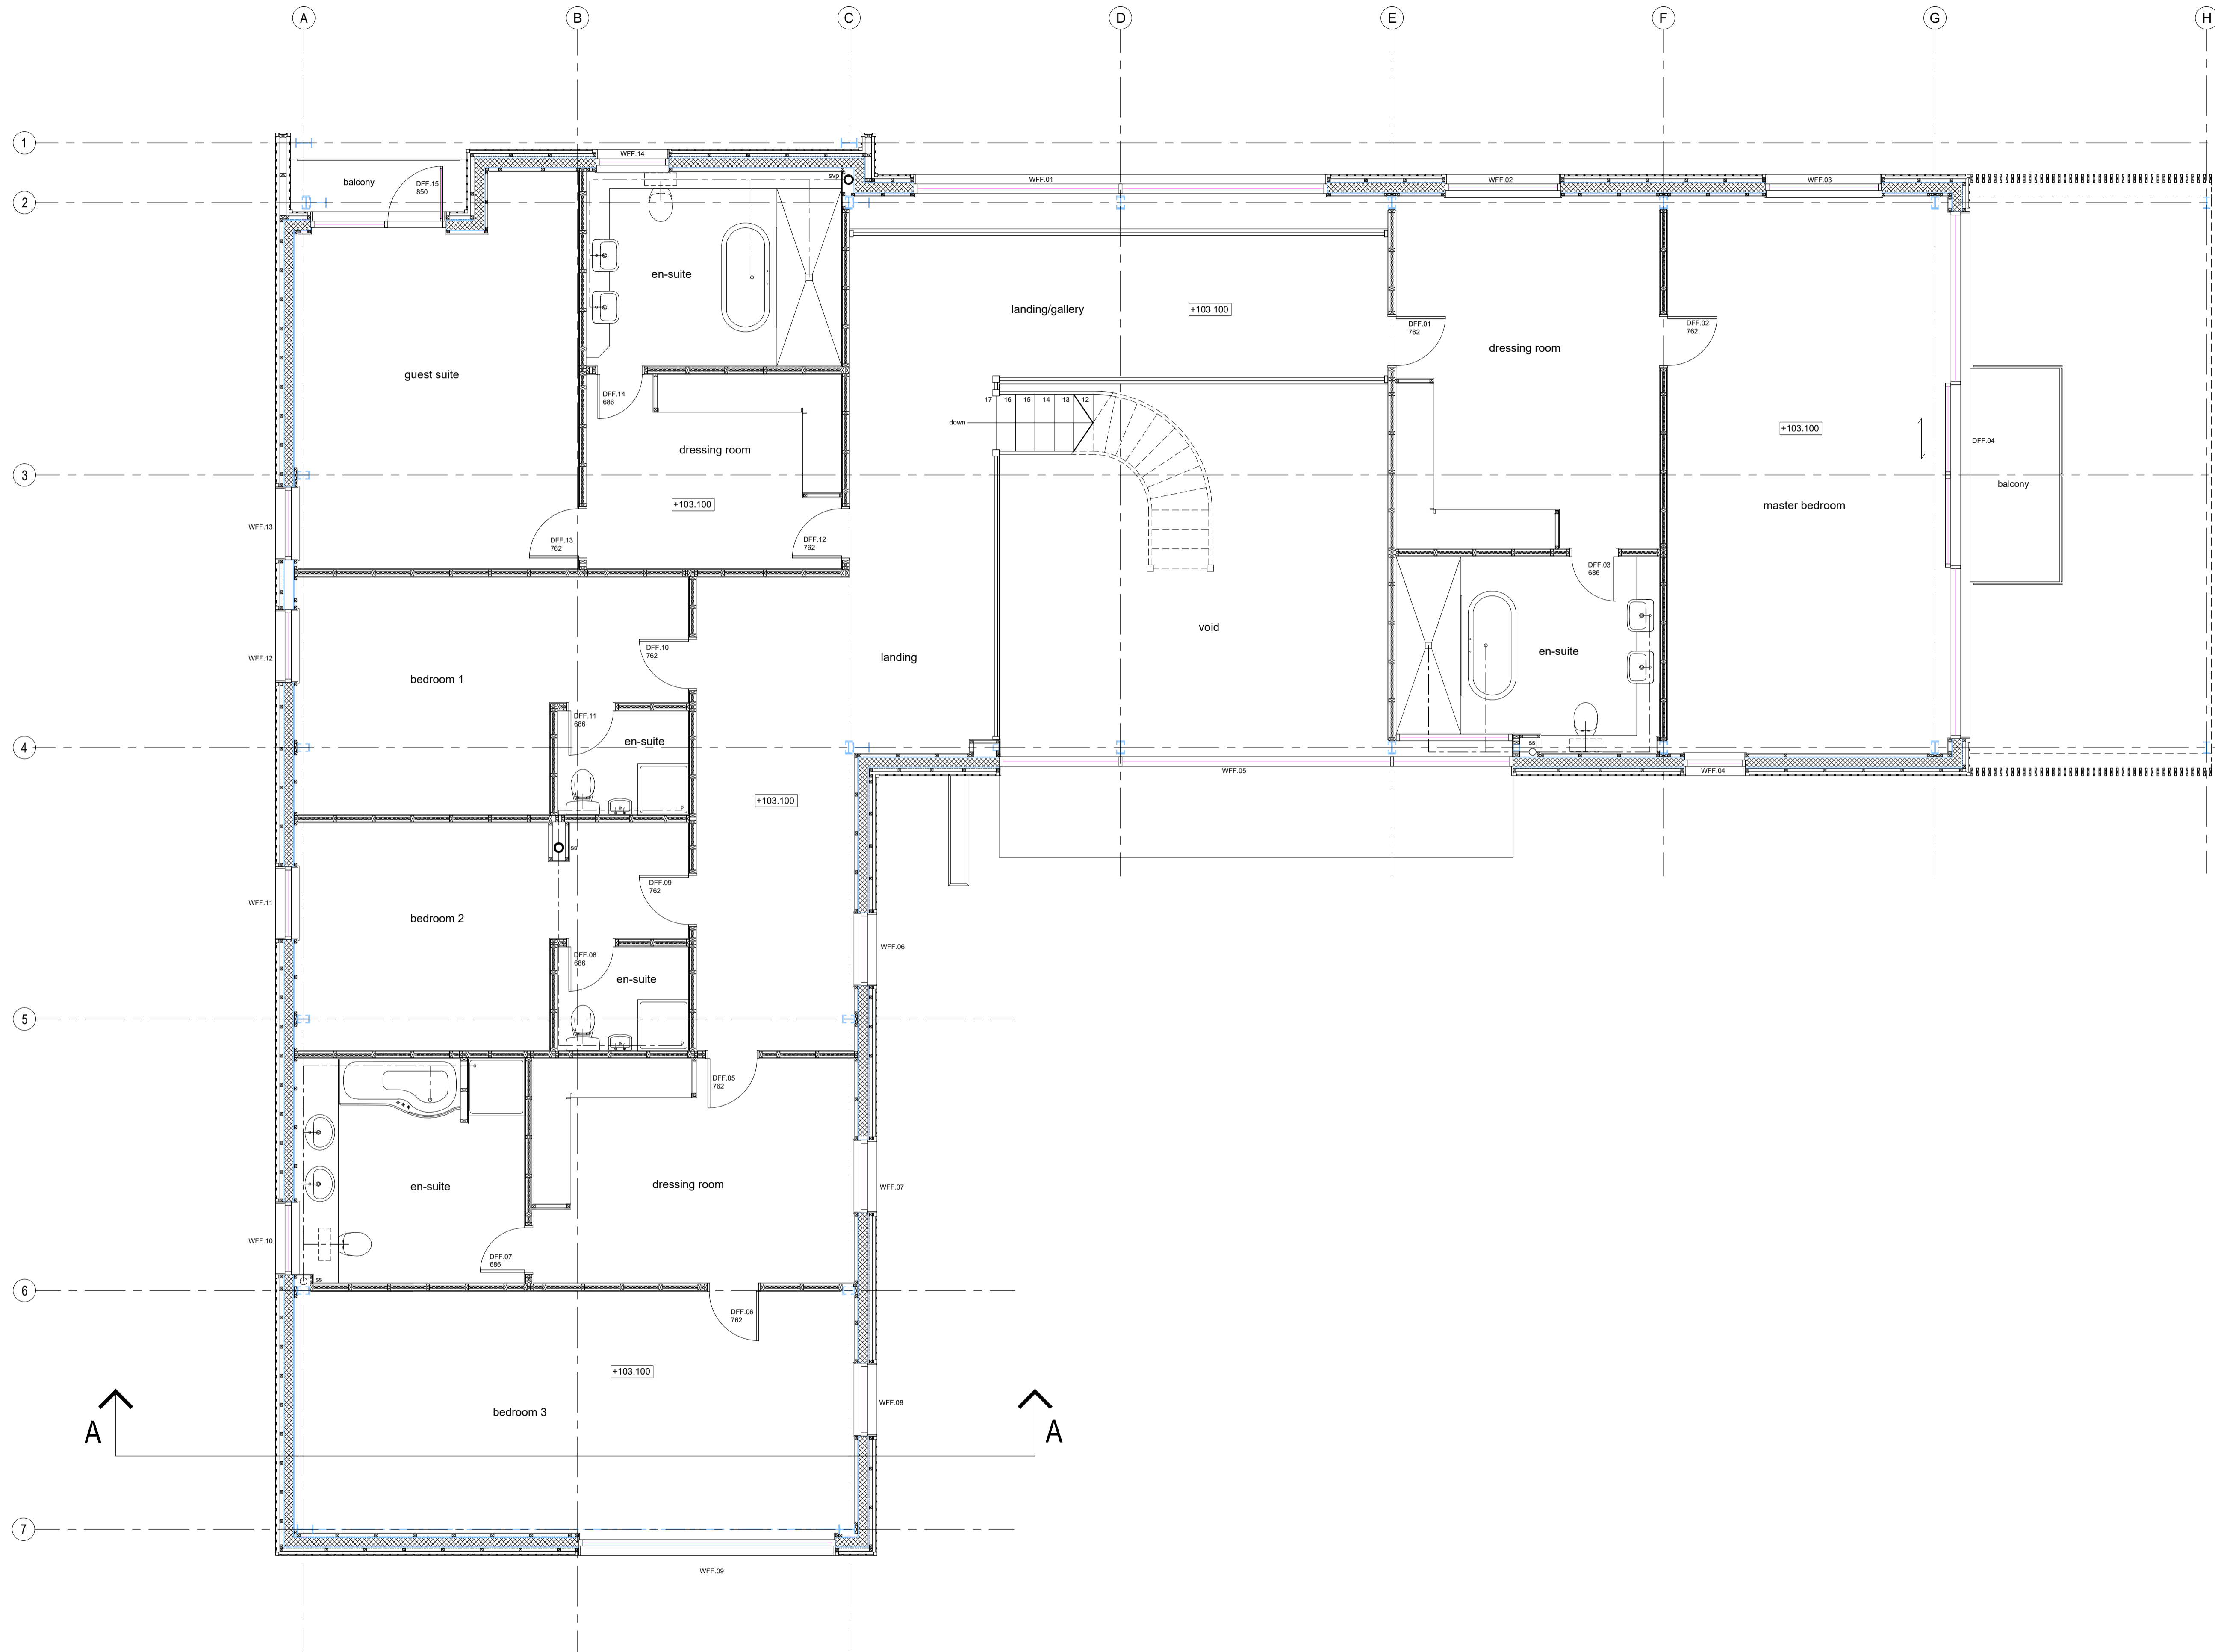 A B C D E F G H
1
WFF.14
balcony
DFF.15
850
svp
WFF.01
WFF.02
WFF.03
2
en-suite
landing/gallery
+103.100
DFF.01
762
DFF.02
762
dressing room
guest suite
DFF.14
686
17 16 15 14 13 12
down
+103.100
DFF.04
dressing room
3
balcony
+103.100
master bedroom
WFF.13
DFF.13
762
DFF.12
762
DFF.03
686
void
DFF.10
762
landing
en-suite
WFF.12
bedroom 1
DFF.11
686
en-suite
ss
4
WFF.05
WFF.04
+103.100
ss
DFF.09
762
WFF.11
bedroom 2
WFF.06
DFF.08
686
en-suite
5
DFF.05
762
en-suite
dressing room
WFF.07
WFF.10
DFF.07
686
ss
6
DFF.06
762
+103.100
WFF.08
bedroom 3
A A
7
WFF.09